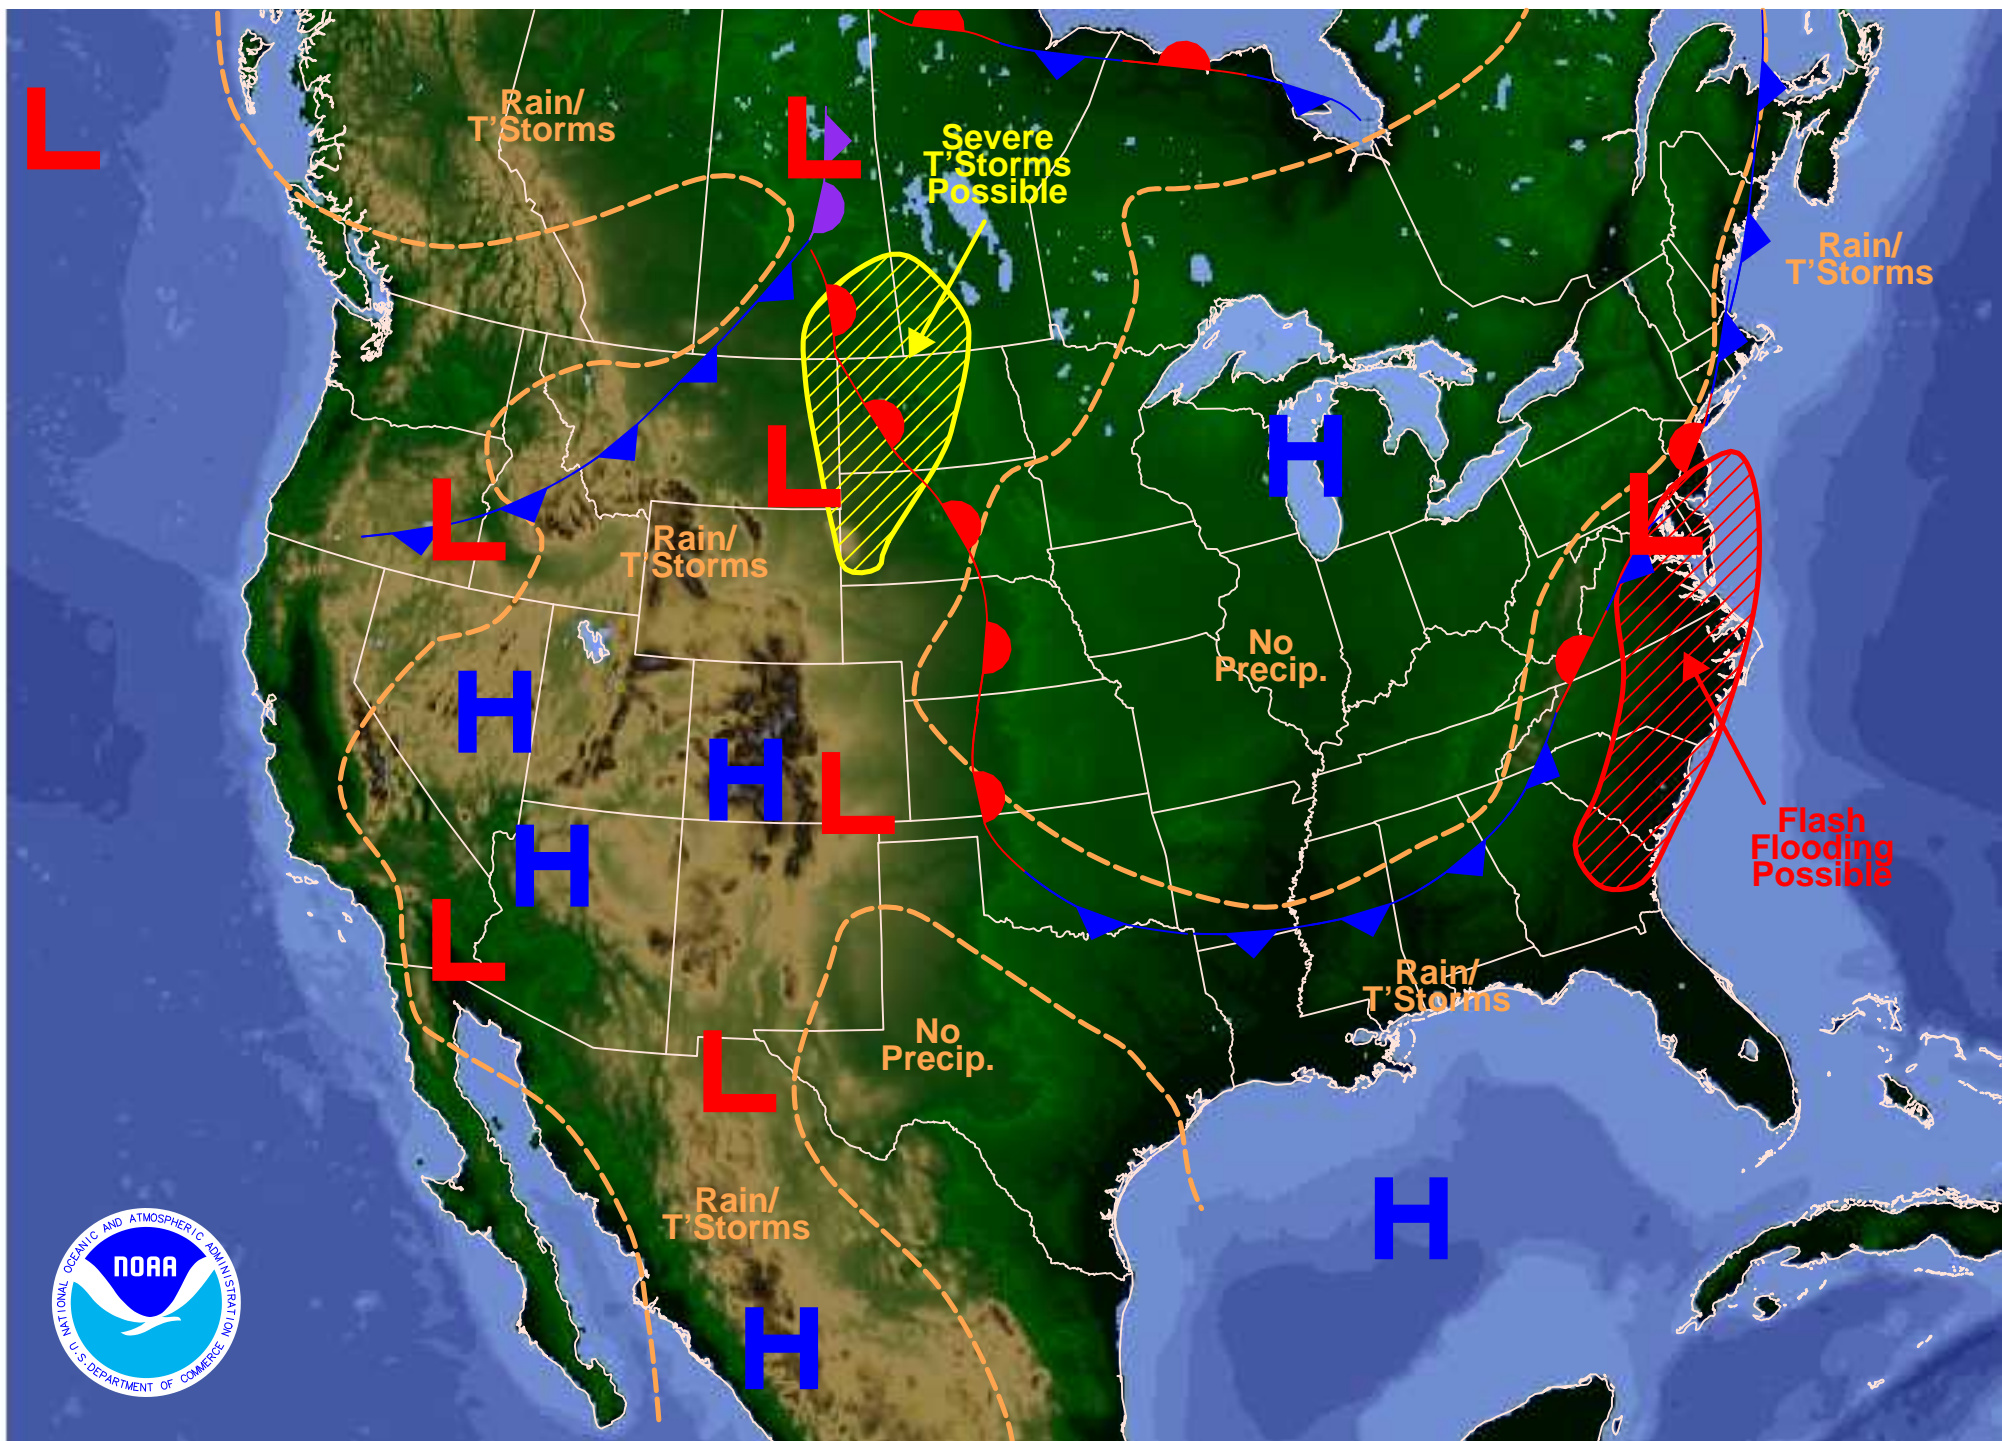 L
Rain/
T'Storms
L
Severe
T'Storms
Possible
Rain/
T'Storms
H
L
L
L
Rain/
T'Storms
No
Precip.
H
H
L
H
Flash
Flooding
Possible
L
Rain/
T'Storms
No
Precip.
L
Rain/
T'Storms
H
H
NATIONAL OCEANIC AND ATMOSPHERIC ADMINISTRATION
NOAA
U.S. DEPARTMENT OF COMMERCE